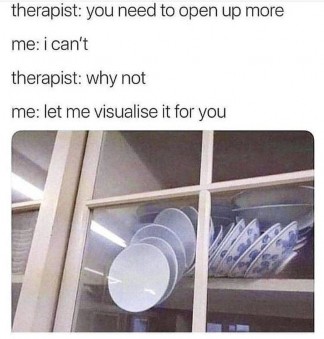 therapist: you need to open up more
me: i can't
therapist: why not
me: let me visualise it for you